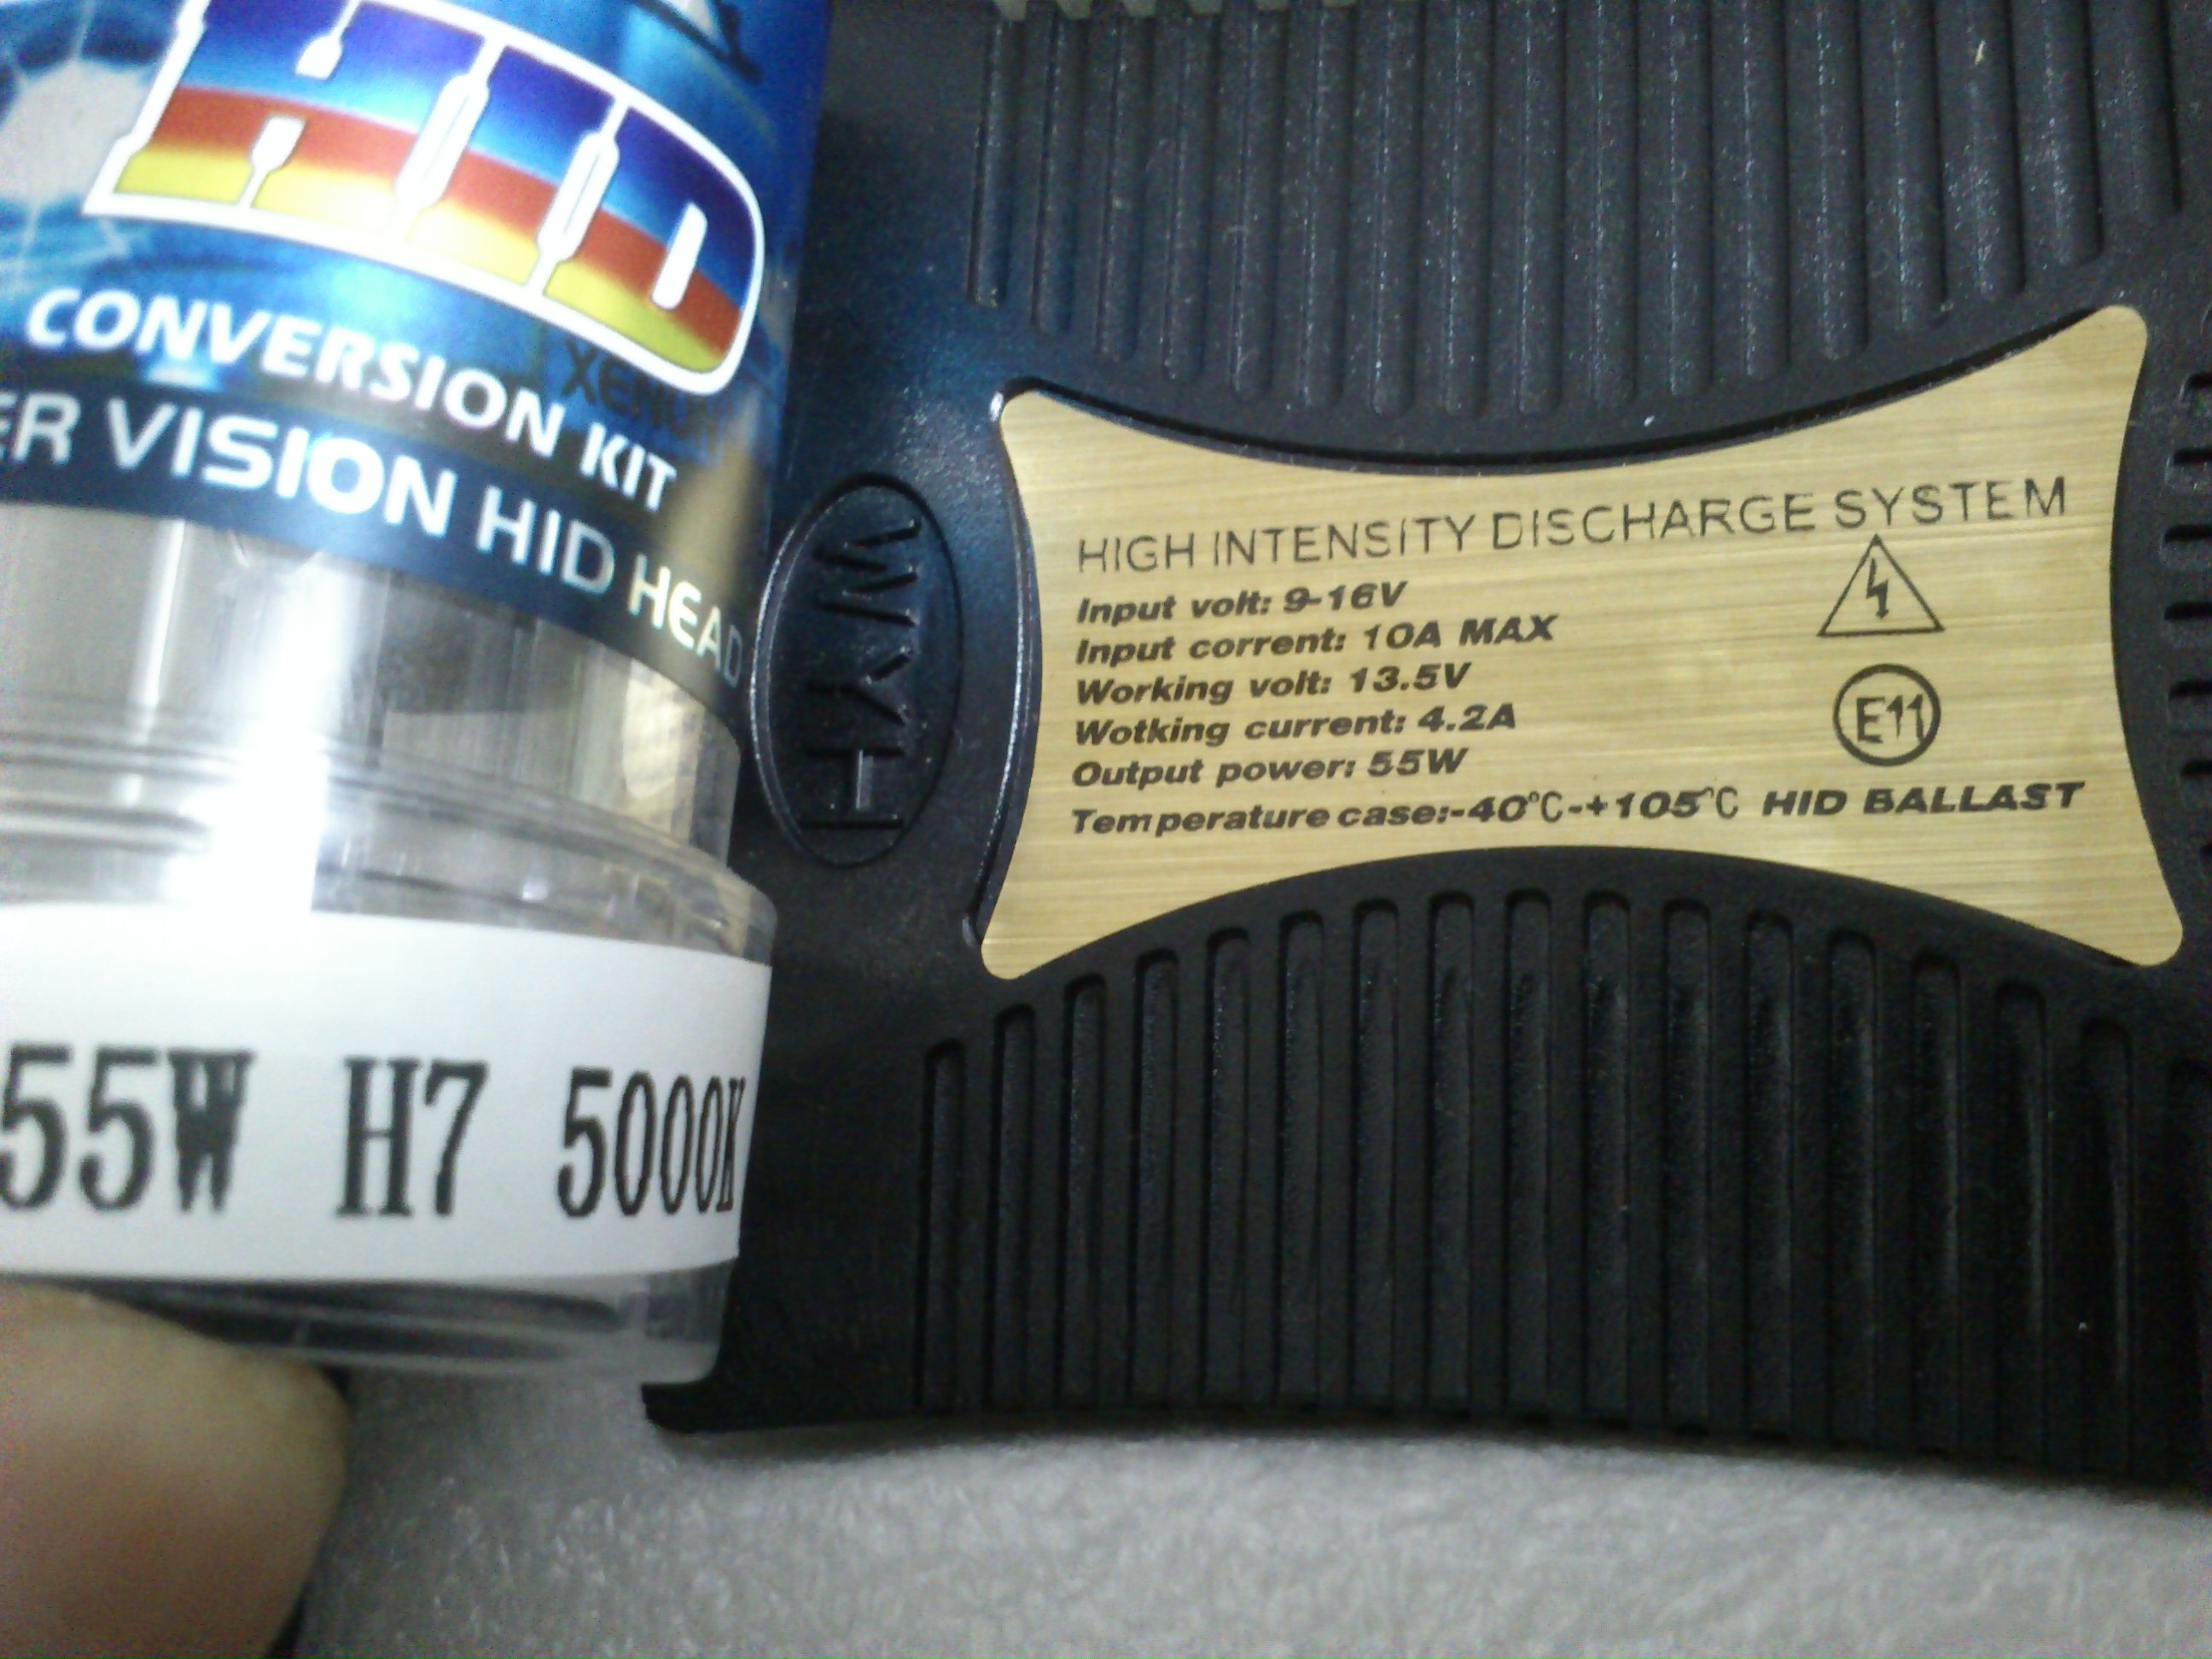 HID
CONVERSION KIT
VISION HID HEAD
55W H7 5000K
WYH
HIGH INTENSITY DISCHARGE SYSTEM
Input volt: 9-16V
Input corrent: 10A MAX
Working volt: 13.5V
Wotking current: 4.2A
Output power: 55W
E11
Temperature case:-40°C-+105°C HID BALLAST